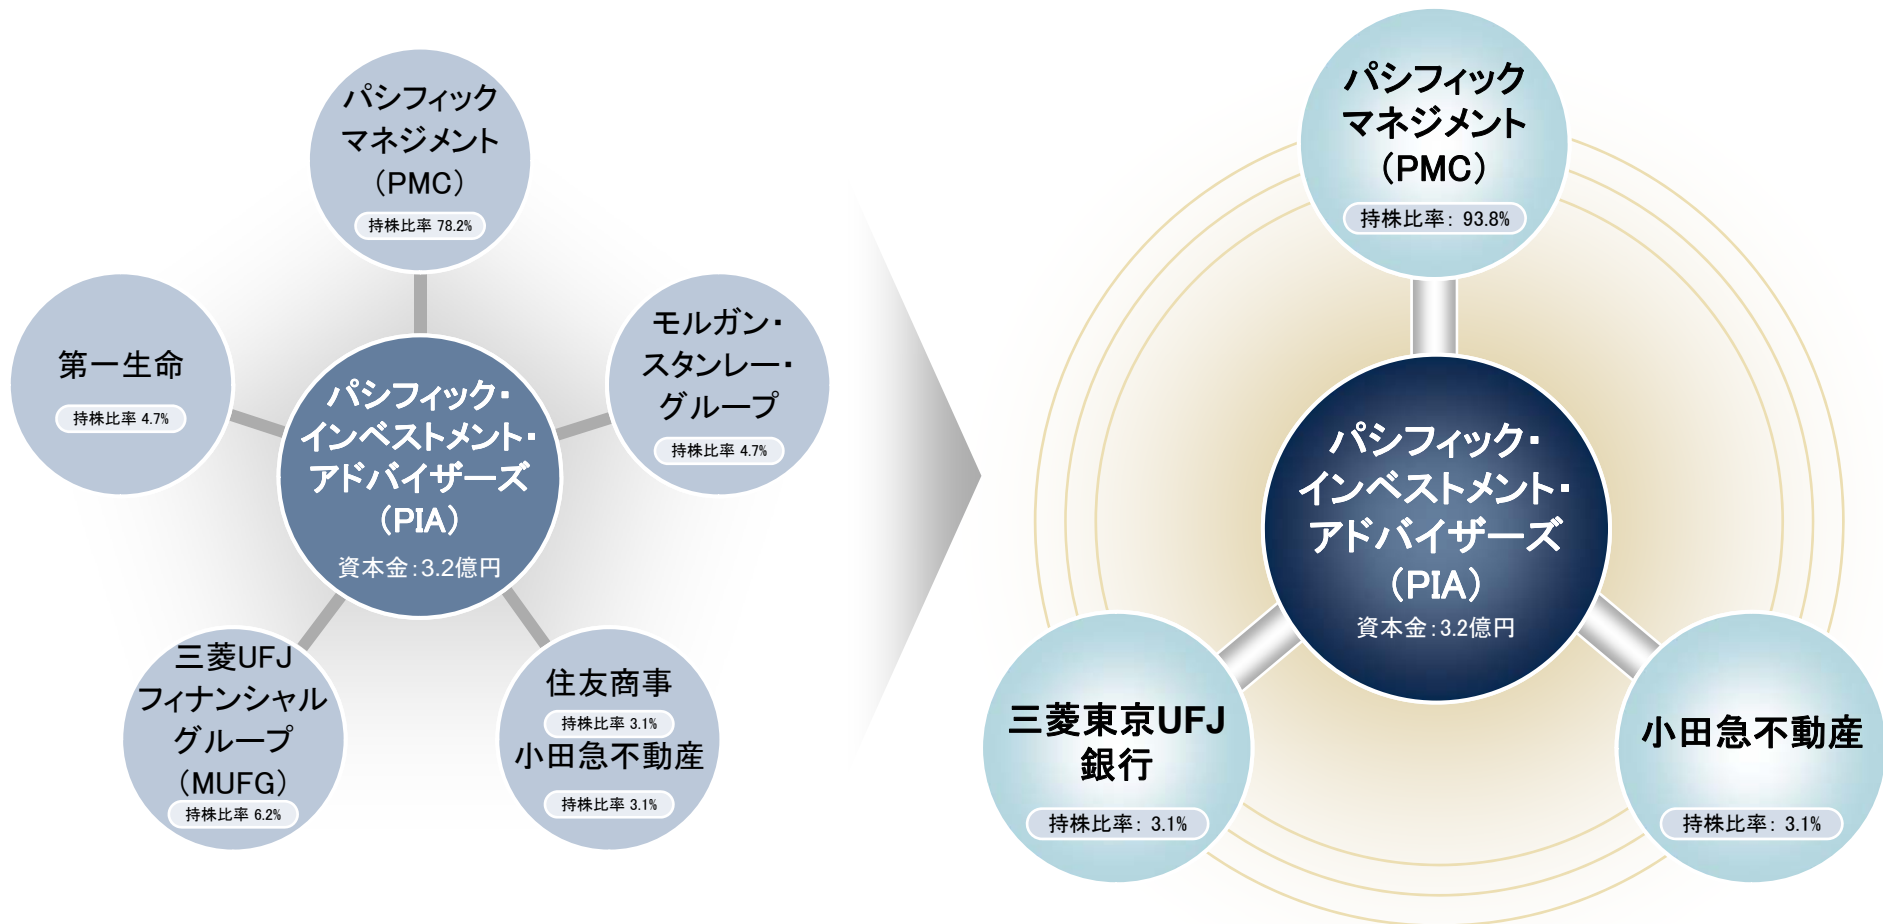 パシフィック
マネジメント
（PMC）
持株比率 78.2%
第一生命
持株比率 4.7%
モルガン・
スタンレー・
グループ
持株比率 4.7%
パシフィック・
インベストメント・
アドバイザーズ
（PIA）
資本金：3.2億円
三菱UFJ
フィナンシャル
グループ
（MUFG）
持株比率 6.2%
住友商事
持株比率 3.1%
小田急不動産
持株比率 3.1%
パシフィック
マネジメント
（PMC）
持株比率： 93.8%
パシフィック・
インベストメント・
アドバイザーズ
（PIA）
資本金：3.2億円
三菱東京UFJ
銀行
持株比率： 3.1%
小田急不動産
持株比率： 3.1%